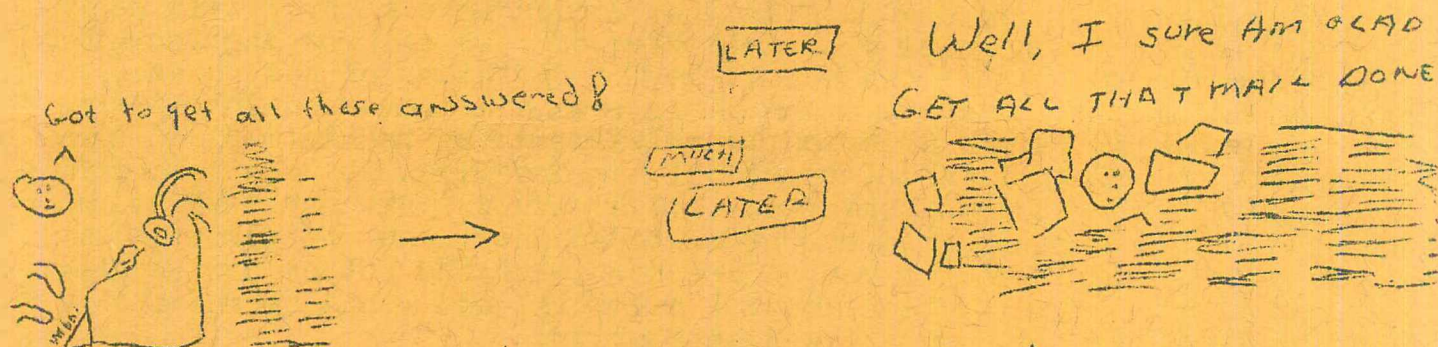 Got to get all these answered!
LATER
MUCH
LATER
Well, I sure Am GLAD
GET ALL THAT MAIL DONE